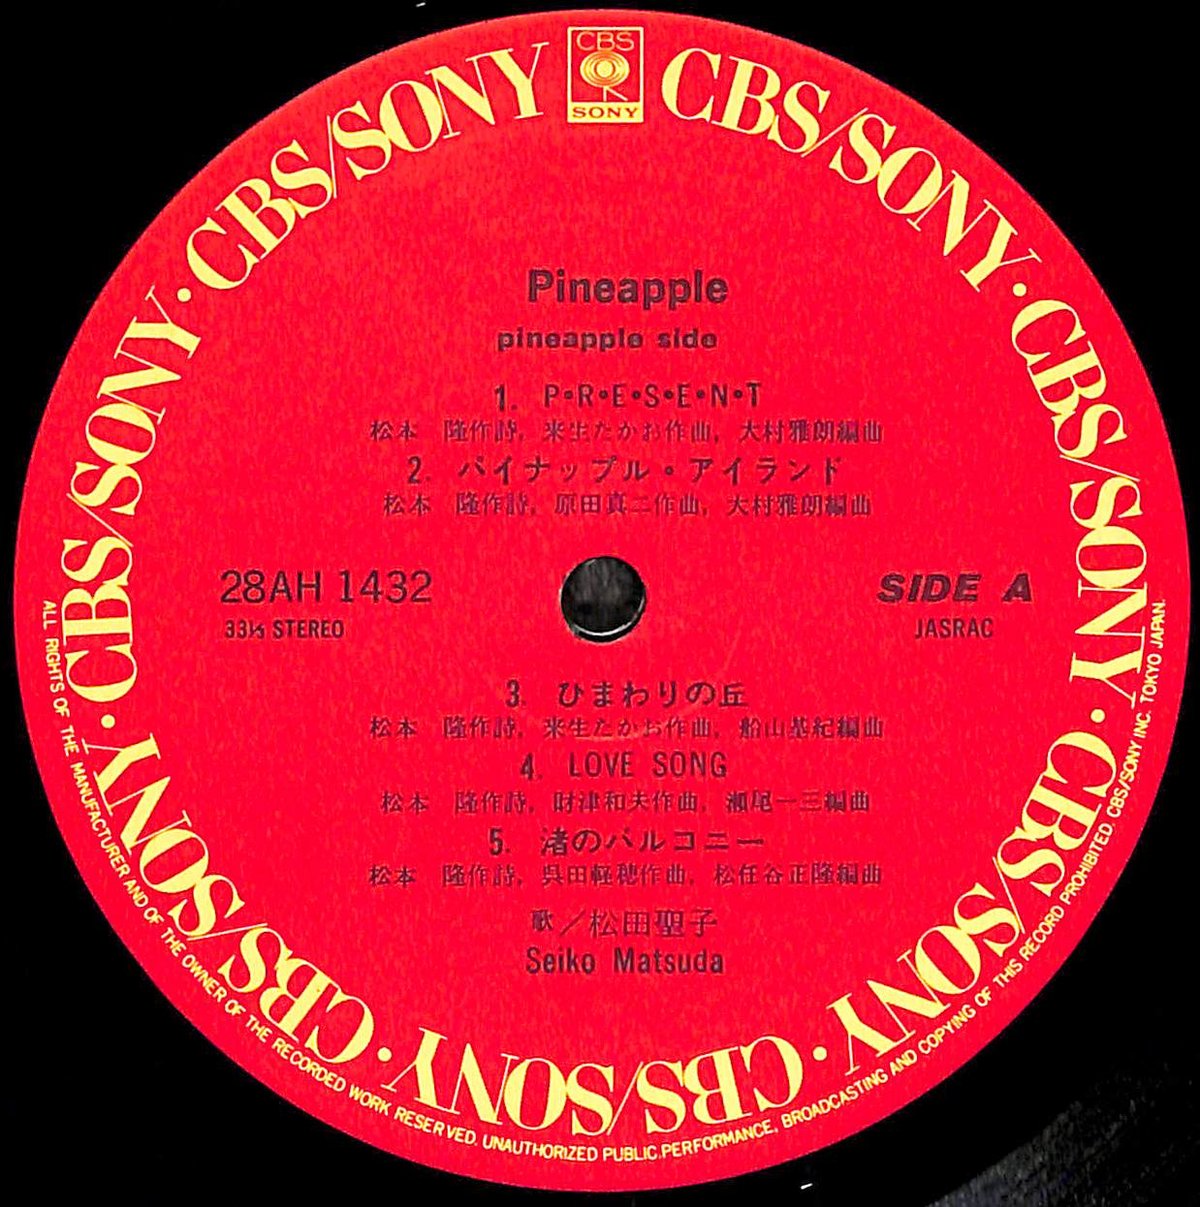 CBS
SONY
CBS/SONY · CBS/SONY · CBS/SONY · CBS/SONY · CBS/SONY · CBS/SONY · CBS/SONY · CBS/SONY
Pineapple
pineapple side
1. P・R・E・S・E・N・T
松本 隆作詩, 来生たかお作曲, 大村雅朗編曲
2. パイナップル・アイランド
松本 隆作詩, 原田真二作曲, 大村雅朗編曲
28AH 1432
SIDE A
33⅓ STEREO
JASRAC
3. ひまわりの丘
松本 隆作詩, 来生たかお作曲, 船山基紀編曲
4. LOVE SONG
松本 隆作詩, 財津和夫作曲, 瀬尾一三編曲
5. 渚のバルコニー
松本 隆作詩, 呉田軽穂作曲, 松任谷正隆編曲
歌／松田聖子
Seiko Matsuda
ALL RIGHTS OF THE MANUFACTURER AND OF THE OWNER OF THE RECORDED WORK RESERVED. UNAUTHORIZED PUBLIC.PERFORMANCE, BROADCASTING AND COPYING OF THIS RECORD PROHIBITED. CBS/SONY INC. TOKYO JAPAN.